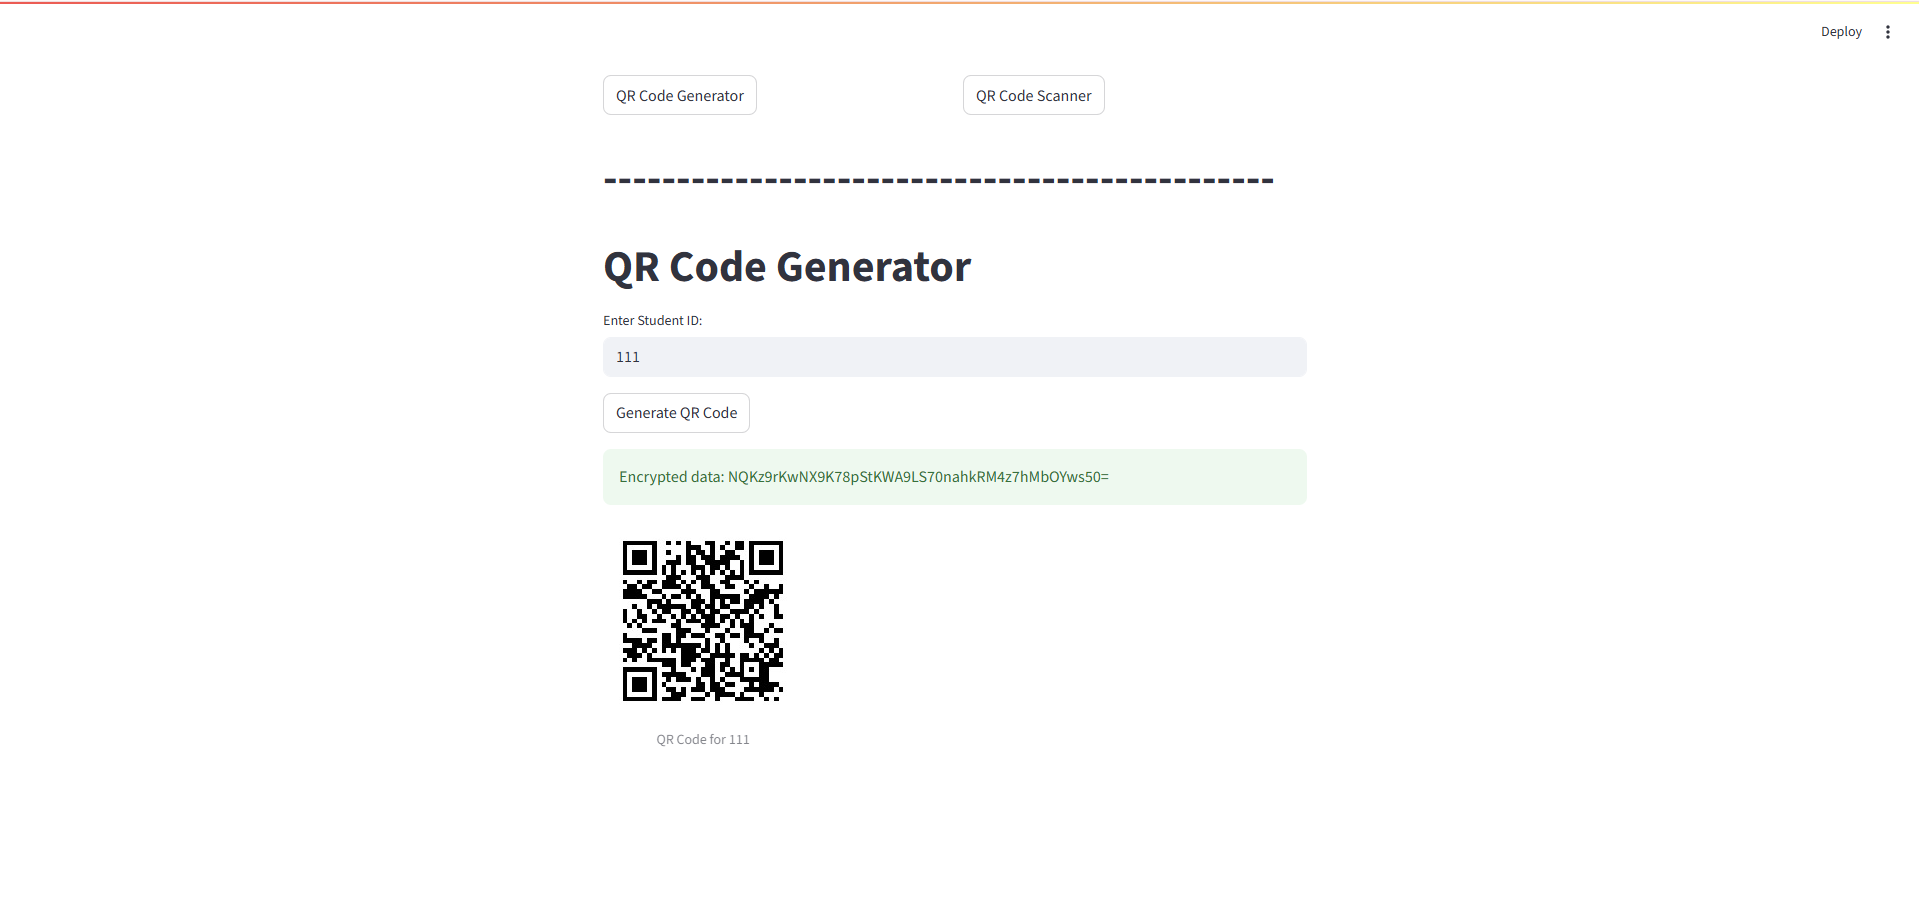 Deploy
QR Code Generator
QR Code Scanner
----------------------------------------------
QR Code Generator
Enter Student ID:
111
Generate QR Code
Encrypted data: NQKz9rKwNX9K78pStKWA9LS70nahkRM4z7hMbOYws50=
QR Code for 111